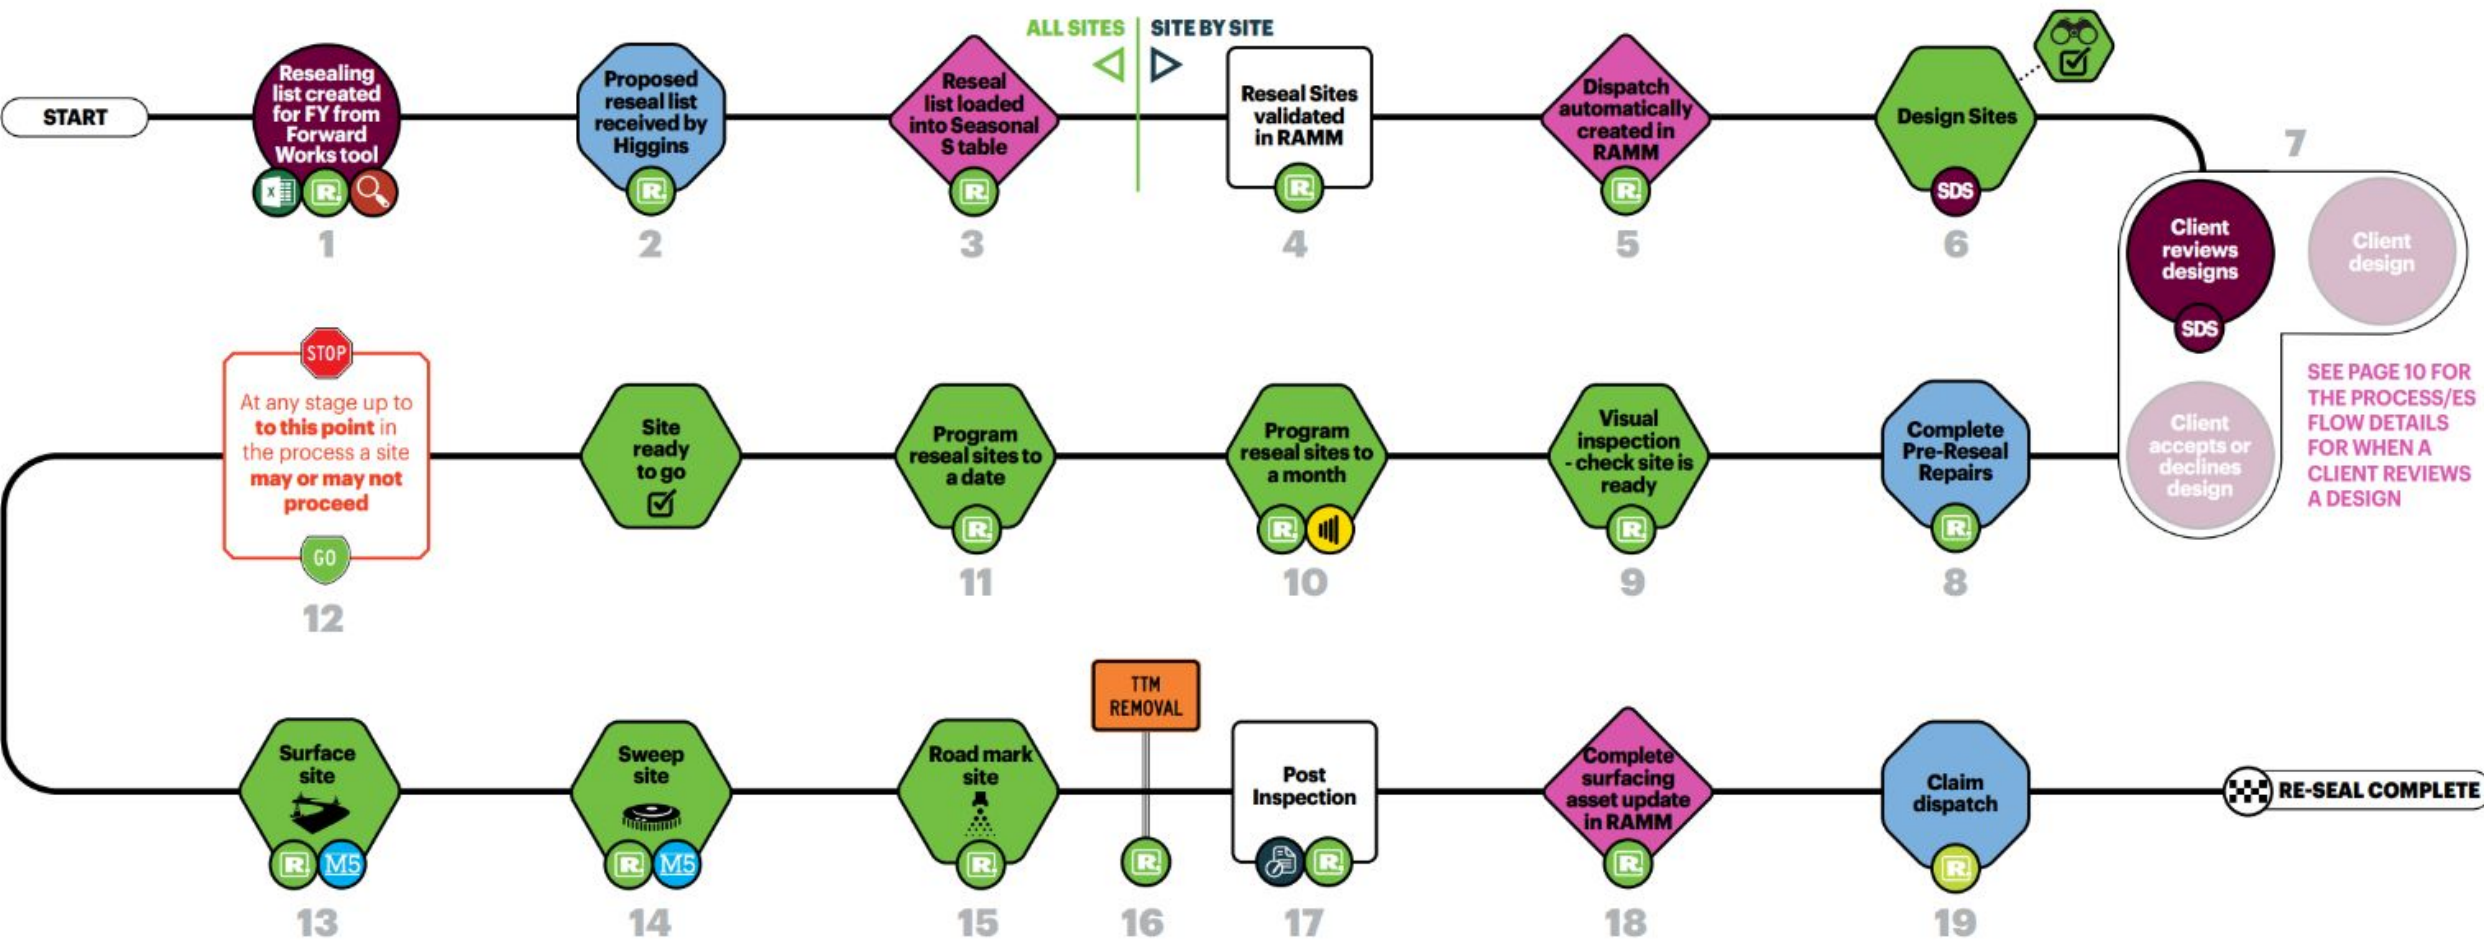 ALL SITES
SITE BY SITE
START
Resealing
list created
for FY from
Forward
Works tool
X
R
1
Proposed
reseal list
received by
Higgins
R
2
Reseal
list loaded
into Seasonal
S table
R
3
Reseal Sites
validated
in RAMM
R
4
Dispatch
automatically
created in
RAMM
R
5
Design Sites
SDS
6
7
Client
reviews
designs
SDS
Client
design
Client
accepts or
declines
design
SEE PAGE 10 FOR
THE PROCESS/ES
FLOW DETAILS
FOR WHEN A
CLIENT REVIEWS
A DESIGN
Complete
Pre-Reseal
Repairs
R
8
Visual
inspection
- check site is
ready
R
9
Program
reseal sites to
a month
R
10
Program
reseal sites to
a date
R
11
Site
ready
to go
STOP
At any stage up to
to this point in
the process a site
may or may not
proceed
GO
12
Surface
site
R
M5
13
Sweep
site
R
M5
14
Road mark
site
R
15
TTM
REMOVAL
R
16
Post
Inspection
R
17
Complete
surfacing
asset update
in RAMM
R
18
Claim
dispatch
R
19
RE-SEAL COMPLETE